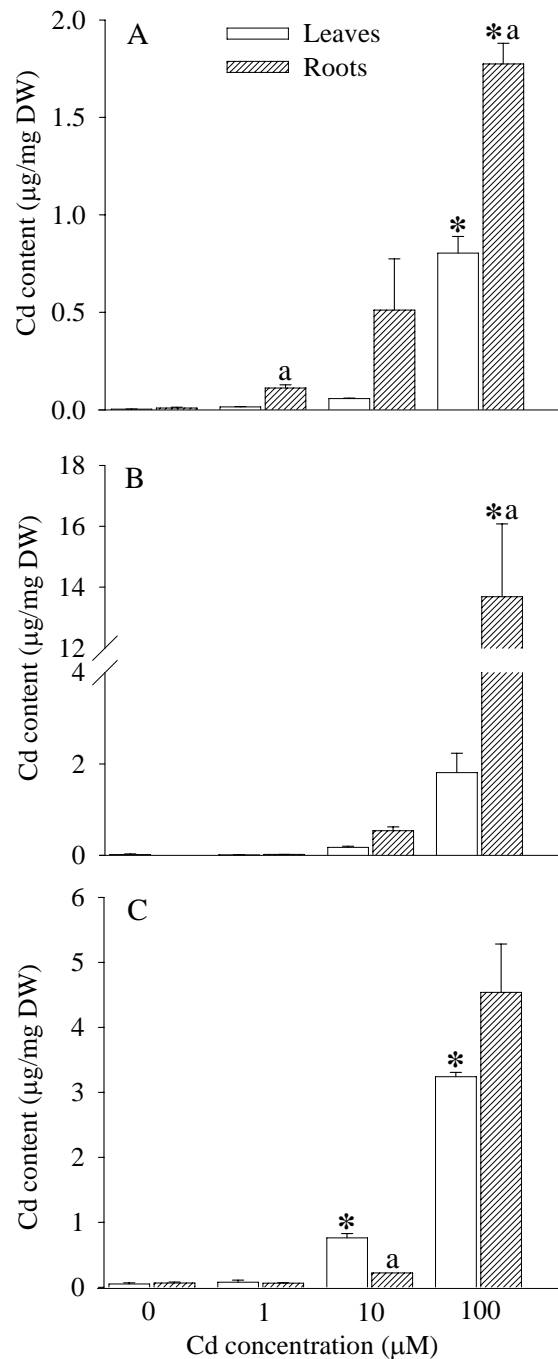 A
Leaves
Roots
* a
*
a
2.0
1.5
1.0
0.5
0.0
Cd content (µg/mg DW)
B
*a
18
16
14
12
4
2
0
Cd content (µg/mg DW)
C
*
*
a
6
5
4
3
2
1
0
Cd content (µg/mg DW)
0 1 10 100
Cd concentration (µM)